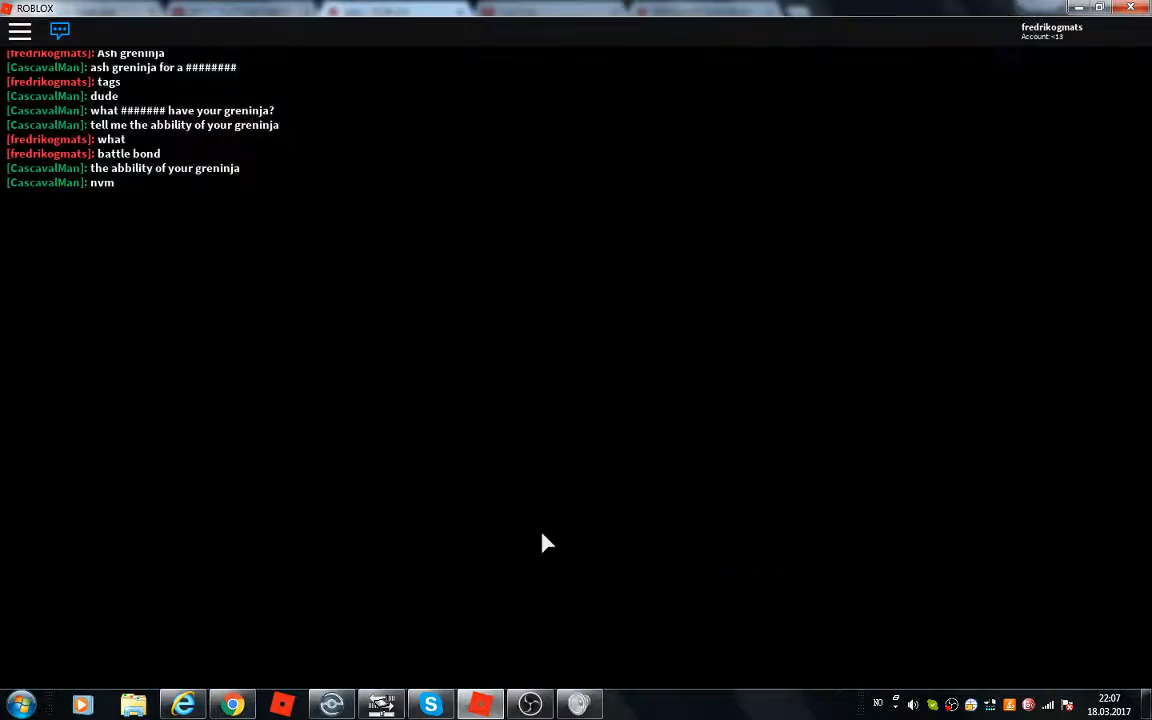 ROBLOX
fredrikogmats
Account: <13
[fredrikogmats]: Ash greninja
[CascavalMan]: ash greninja for a ########
[fredrikogmats]: tags
[CascavalMan]: dude
[CascavalMan]: what ####### have your greninja?
[CascavalMan]: tell me the abbility of your greninja
[fredrikogmats]: what
[fredrikogmats]: battle bond
[CascavalMan]: the abbility of your greninja
[CascavalMan]: nvm
NO
22:07
18.03.2017